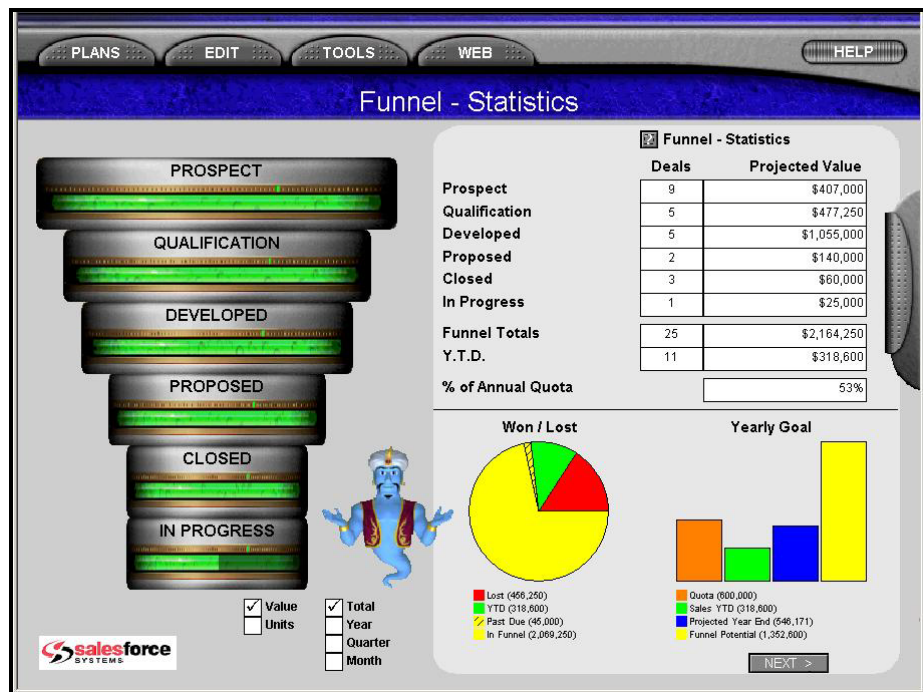 PLANS EDIT TOOLS WEB HELP
Funnel - Statistics
PROSPECT
QUALIFICATION
DEVELOPED
PROPOSED
CLOSED
IN PROGRESS
Value Total
Units Year
Quarter
Month
salesforce
SYSTEMS
Funnel - Statistics
Deals Projected Value
Prospect 9 $407,000
Qualification 5 $477,250
Developed 5 $1,055,000
Proposed 2 $140,000
Closed 3 $60,000
In Progress 1 $25,000
Funnel Totals 25 $2,164,250
Y.T.D. 11 $318,600
% of Annual Quota 53%
Won / Lost
Lost (456,250)
YTD (318,600)
Past Due (45,000)
In Funnel (2,069,250)
Yearly Goal
Quota (600,000)
Sales YTD (318,600)
Projected Year End (546,171)
Funnel Potential (1,352,600)
NEXT >